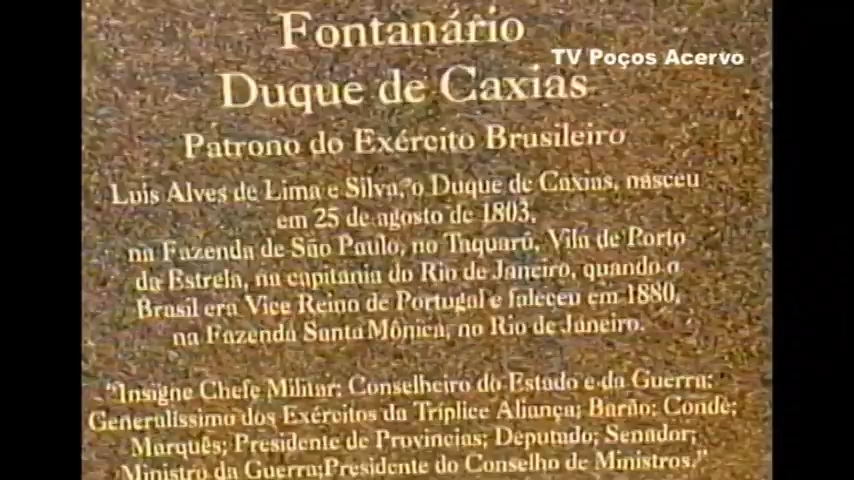 Fontanário
TV Poços Acervo
Duque de Caxias
Patrono do Exército Brasileiro
Luis Alves de Lima e Silva, o Duque de Caxias, nasceu
em 25 de agosto de 1803,
na Fazenda de São Paulo, no Taquarú, Vila de Porto
da Estrela, na capitania do Rio de Janeiro, quando o
Brasil era Vice Reino de Portugal e faleceu em 1880,
na Fazenda Santa Mônica, no Rio de Janeiro.
"Insigne Chefe Militar; Conselheiro do Estado e da Guerra;
Generalissimo dos Exércitos da Tríplice Aliança; Barão; Conde;
Marquês; Presidente de Provincias; Deputado; Senador;
Ministro da Guerra;Presidente do Conselho de Ministros."